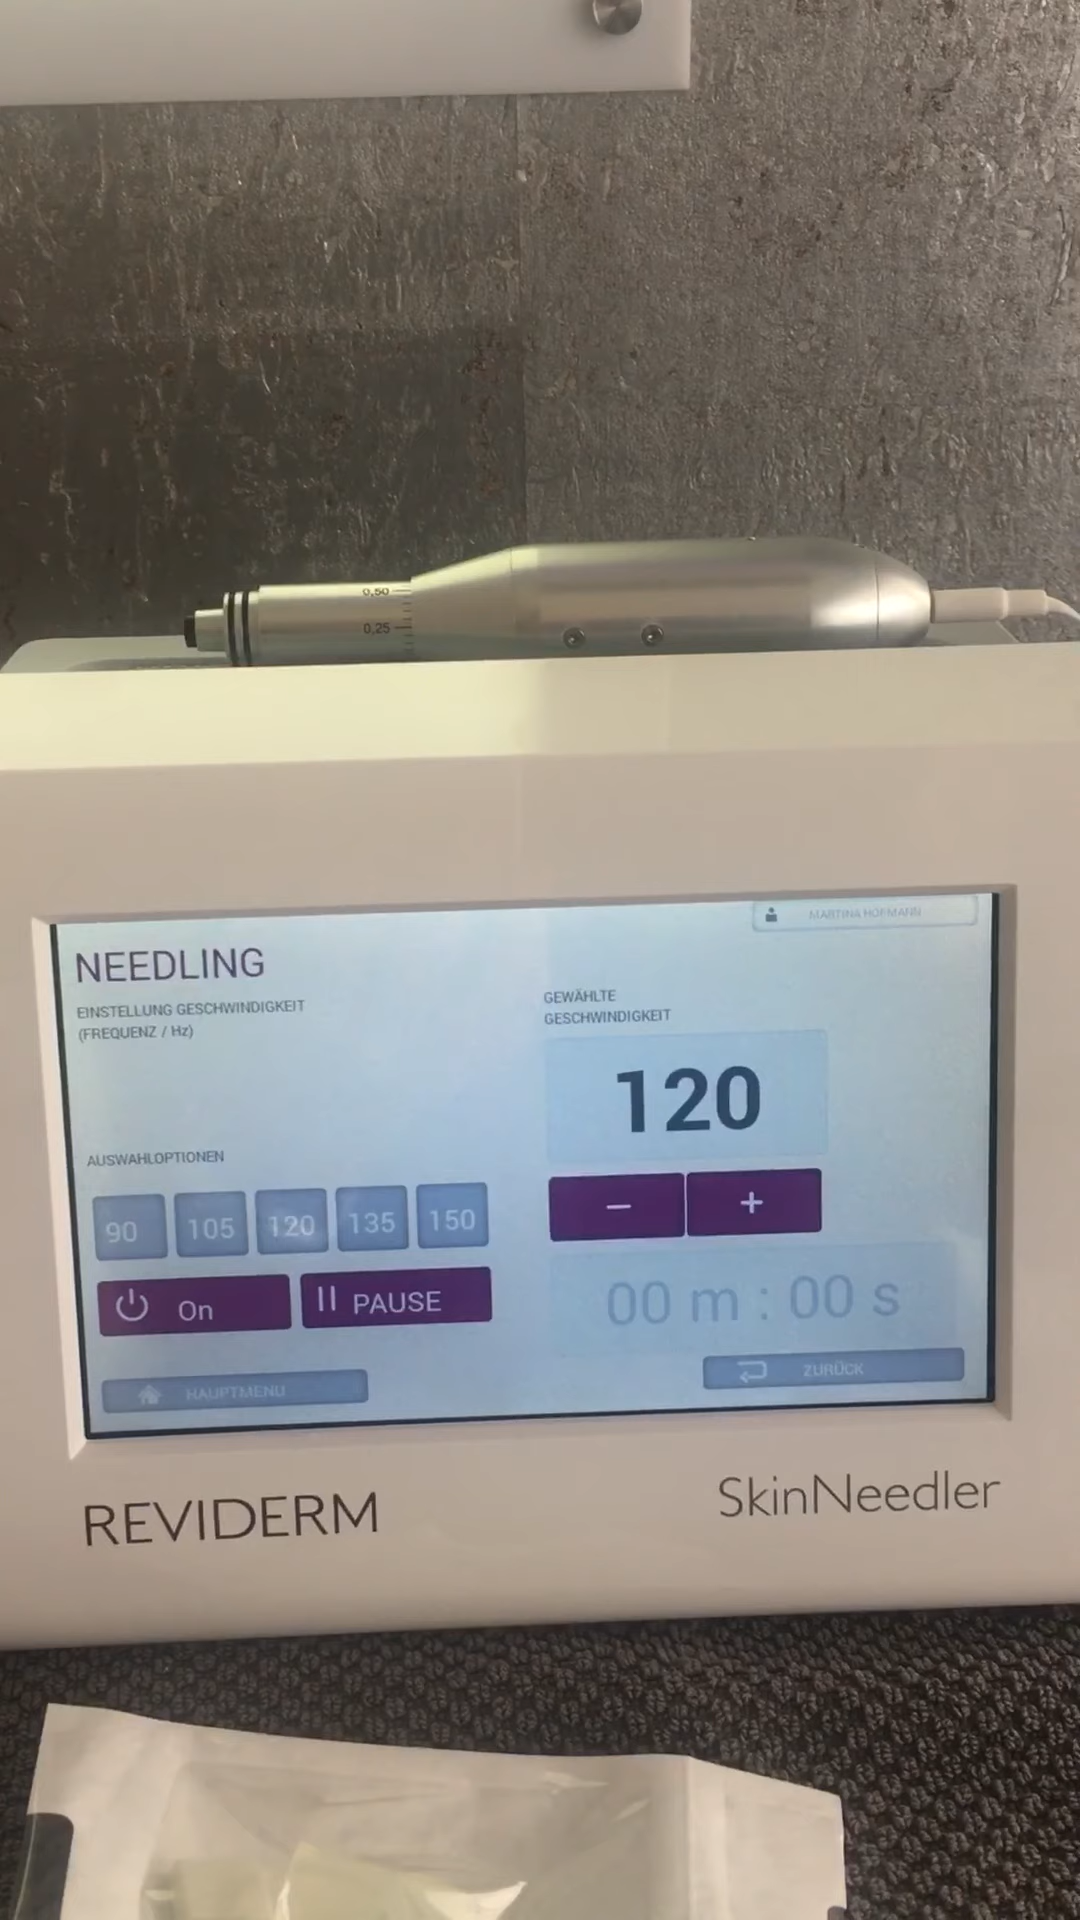 0,50
0,25
MARTINA HOFMANN
NEEDLING
EINSTELLUNG GESCHWINDIGKEIT
(FREQUENZ / Hz)
GEWÄHLTE
GESCHWINDIGKEIT
120
AUSWAHLOPTIONEN
90 105 120 135 150
− +
On PAUSE
00 m : 00 s
HAUPTMENU
ZURÜCK
REVIDERM
SkinNeedler